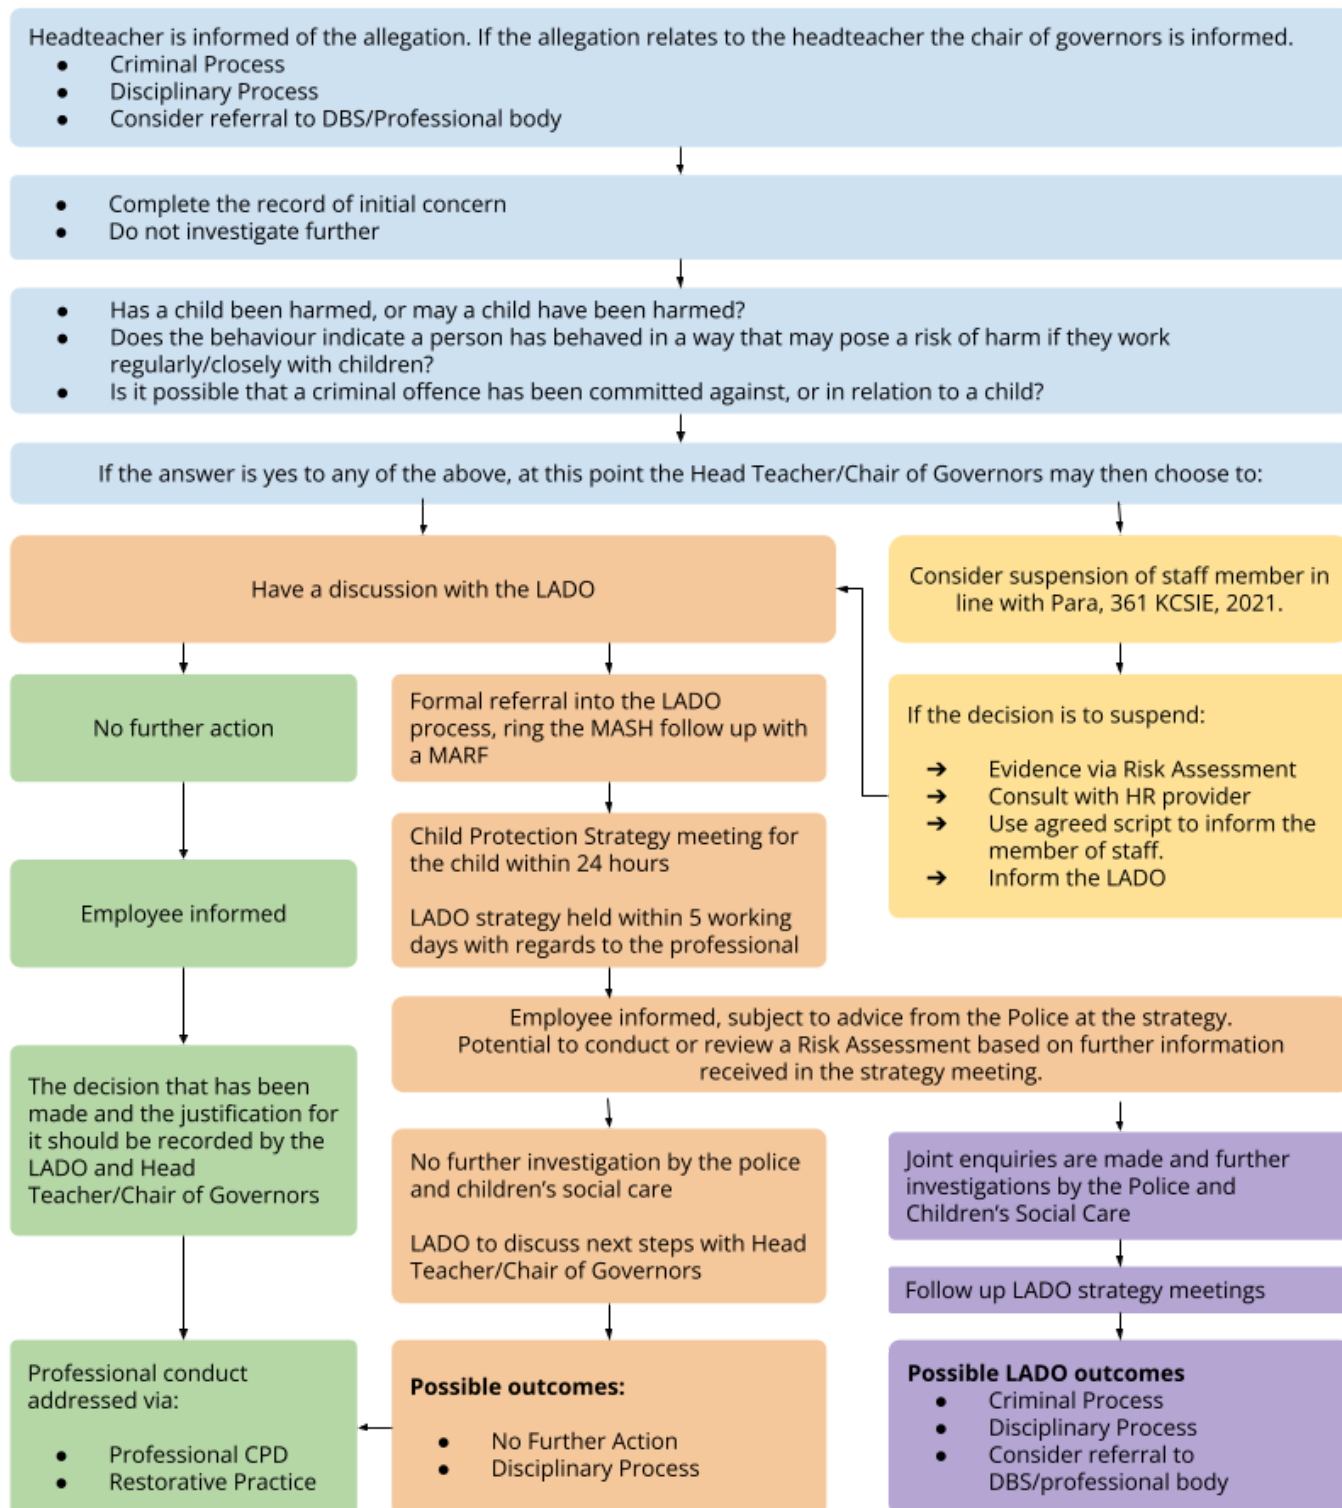 Headteacher is informed of the allegation. If the allegation relates to the headteacher the chair of governors is informed.
● Criminal Process
● Disciplinary Process
● Consider referral to DBS/Professional body
● Complete the record of initial concern
● Do not investigate further
● Has a child been harmed, or may a child have been harmed?
● Does the behaviour indicate a person has behaved in a way that may pose a risk of harm if they work
regularly/closely with children?
● Is it possible that a criminal offence has been committed against, or in relation to a child?
If the answer is yes to any of the above, at this point the Head Teacher/Chair of Governors may then choose to:
Have a discussion with the LADO
Consider suspension of staff member in
line with Para, 361 KCSIE, 2021.
No further action
Formal referral into the LADO
process, ring the MASH follow up with
a MARF
If the decision is to suspend:
➔ Evidence via Risk Assessment
➔ Consult with HR provider
➔ Use agreed script to inform the
member of staff.
➔ Inform the LADO
Employee informed
Child Protection Strategy meeting for
the child within 24 hours
LADO strategy held within 5 working
days with regards to the professional
Employee informed, subject to advice from the Police at the strategy.
Potential to conduct or review a Risk Assessment based on further information
received in the strategy meeting.
The decision that has been
made and the justification for
it should be recorded by the
LADO and Head
Teacher/Chair of Governors
No further investigation by the police
and children's social care
LADO to discuss next steps with Head
Teacher/Chair of Governors
Joint enquiries are made and further
investigations by the Police and
Children's Social Care
Follow up LADO strategy meetings
Professional conduct
addressed via:
● Professional CPD
● Restorative Practice
Possible outcomes:
● No Further Action
● Disciplinary Process
Possible LADO outcomes
● Criminal Process
● Disciplinary Process
● Consider referral to
DBS/professional body